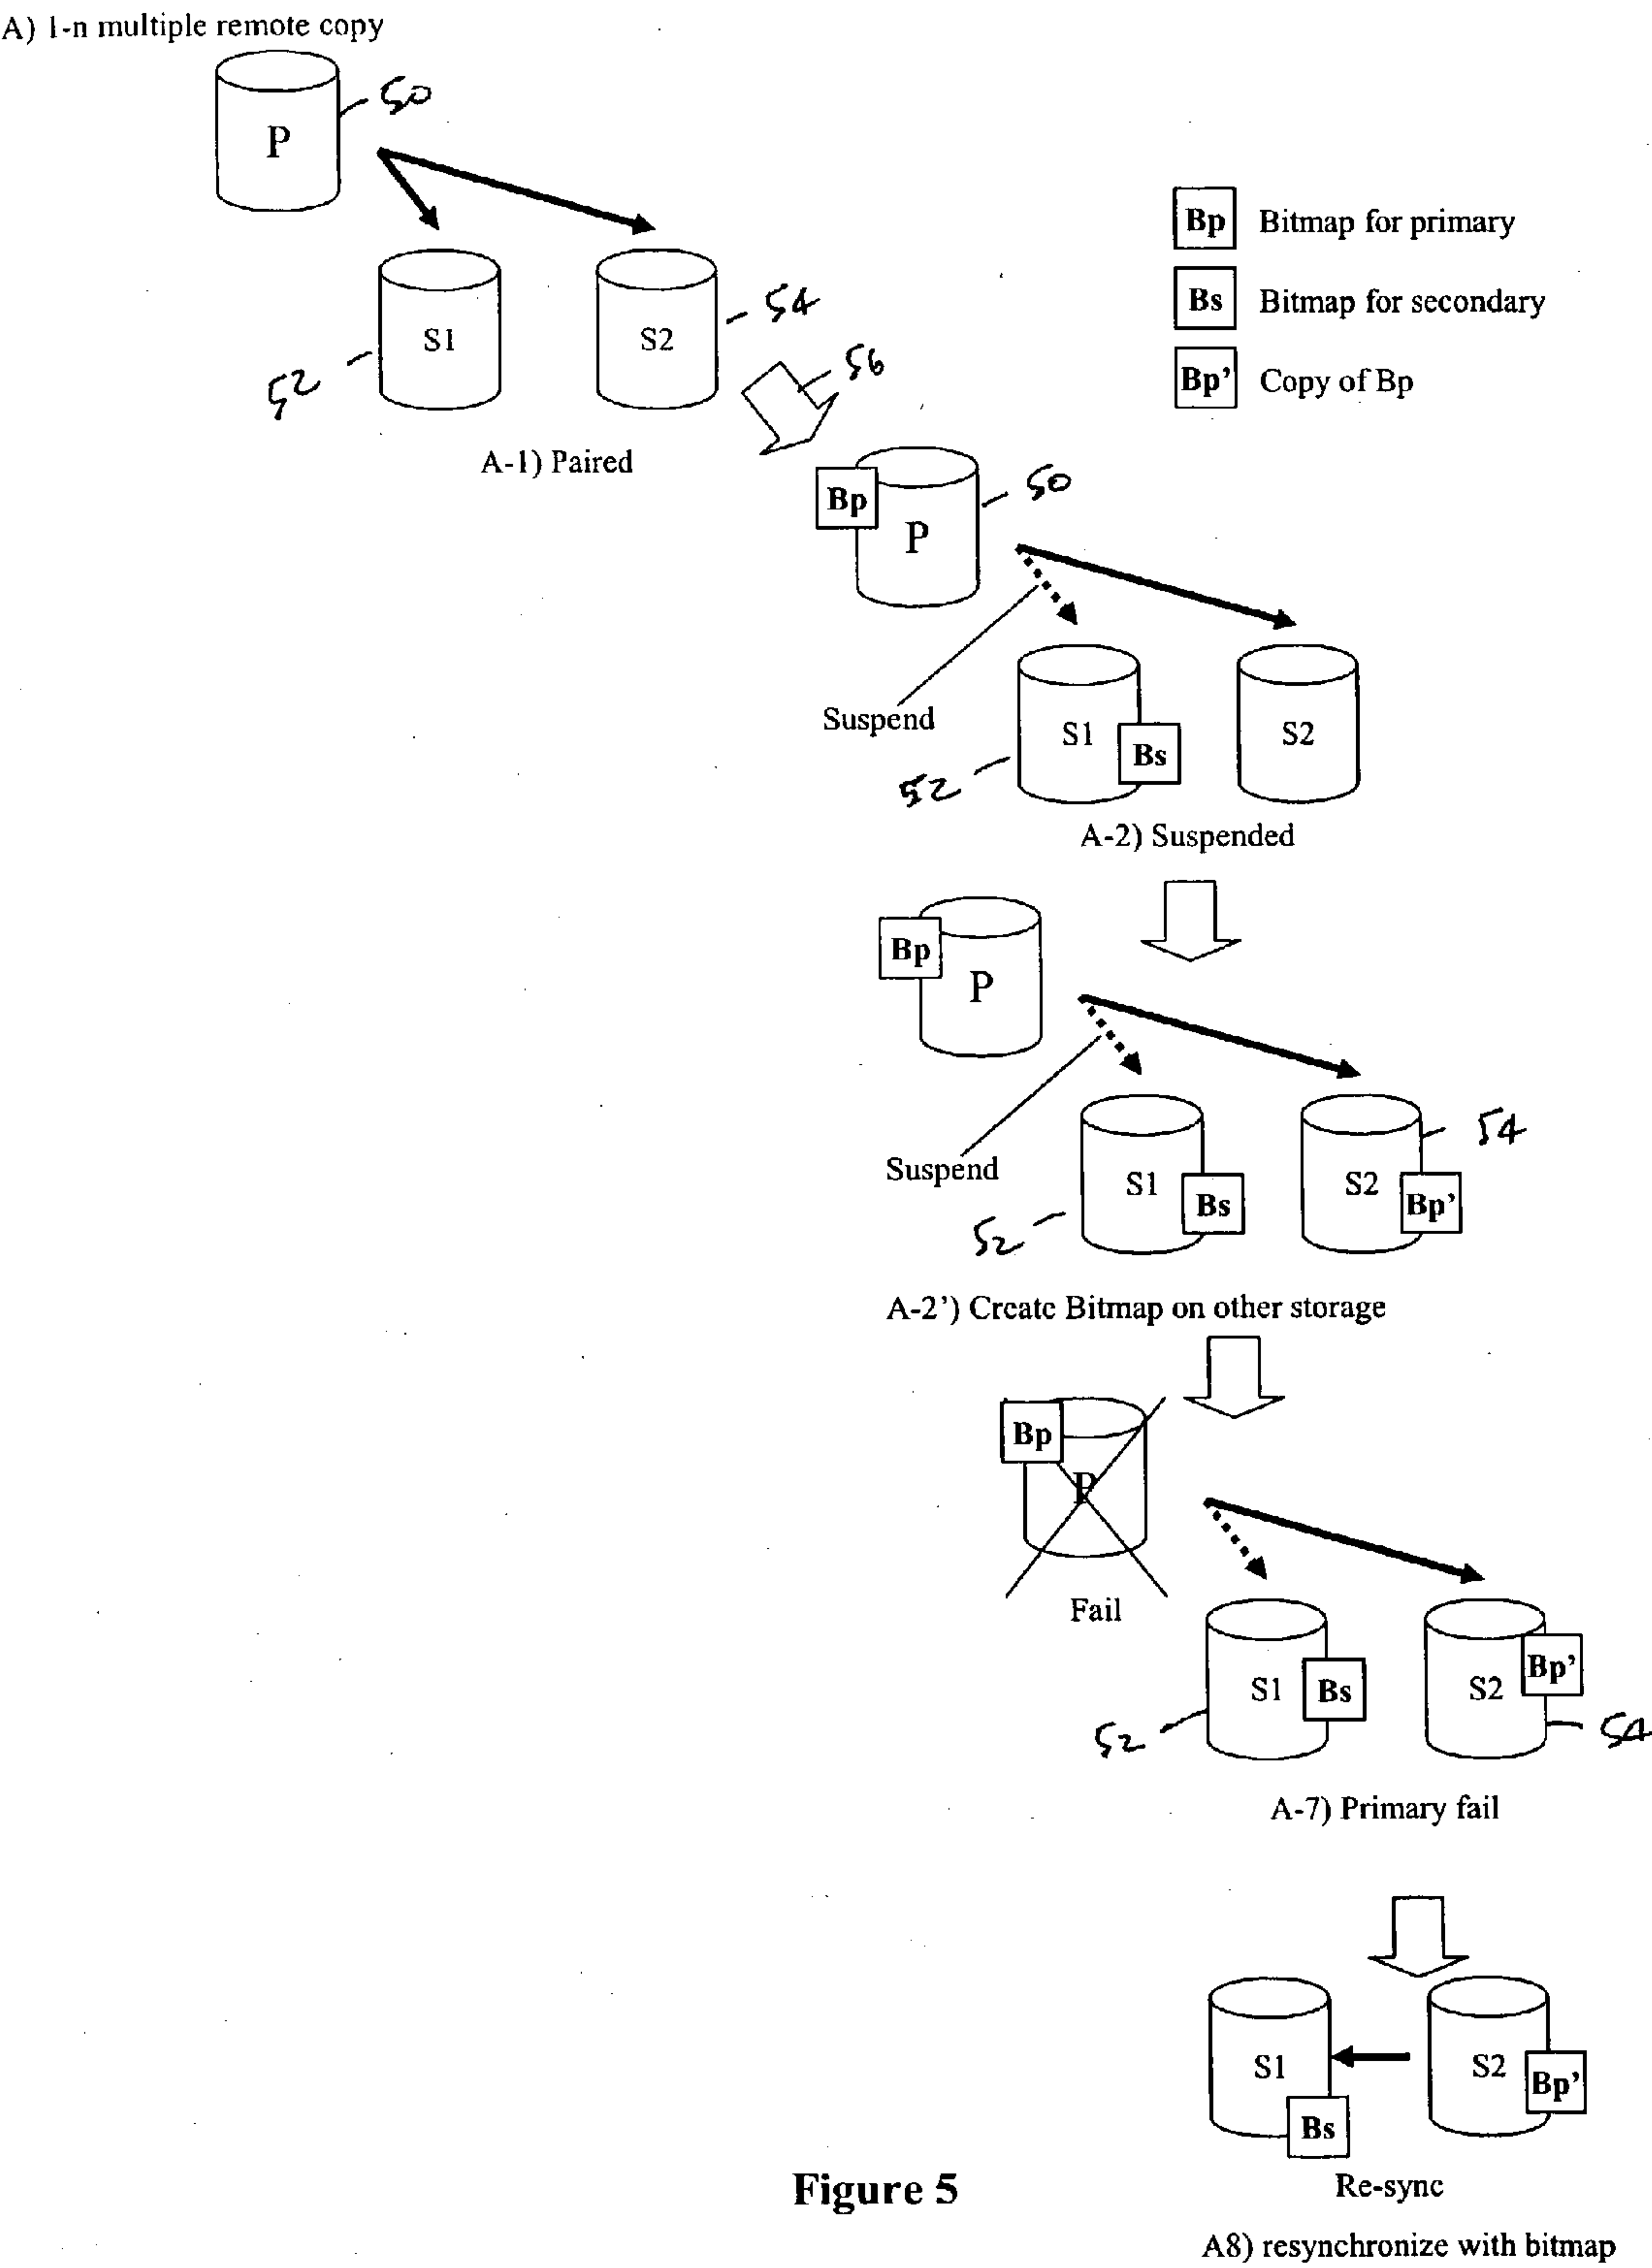 A) 1-n multiple remote copy
P
50
S1
S2
52
54
56
A-1) Paired
Bp Bitmap for primary
Bs Bitmap for secondary
Bp' Copy of Bp
Bp
P
50
Suspend
S1
Bs
S2
52
A-2) Suspended
Bp
P
Suspend
S1
Bs
S2
Bp'
54
52
A-2') Create Bitmap on other storage
Bp
P
Fail
S1
Bs
S2
Bp'
52
54
A-7) Primary fail
S1
Bs
S2
Bp'
Re-sync
Figure 5
A8) resynchronize with bitmap